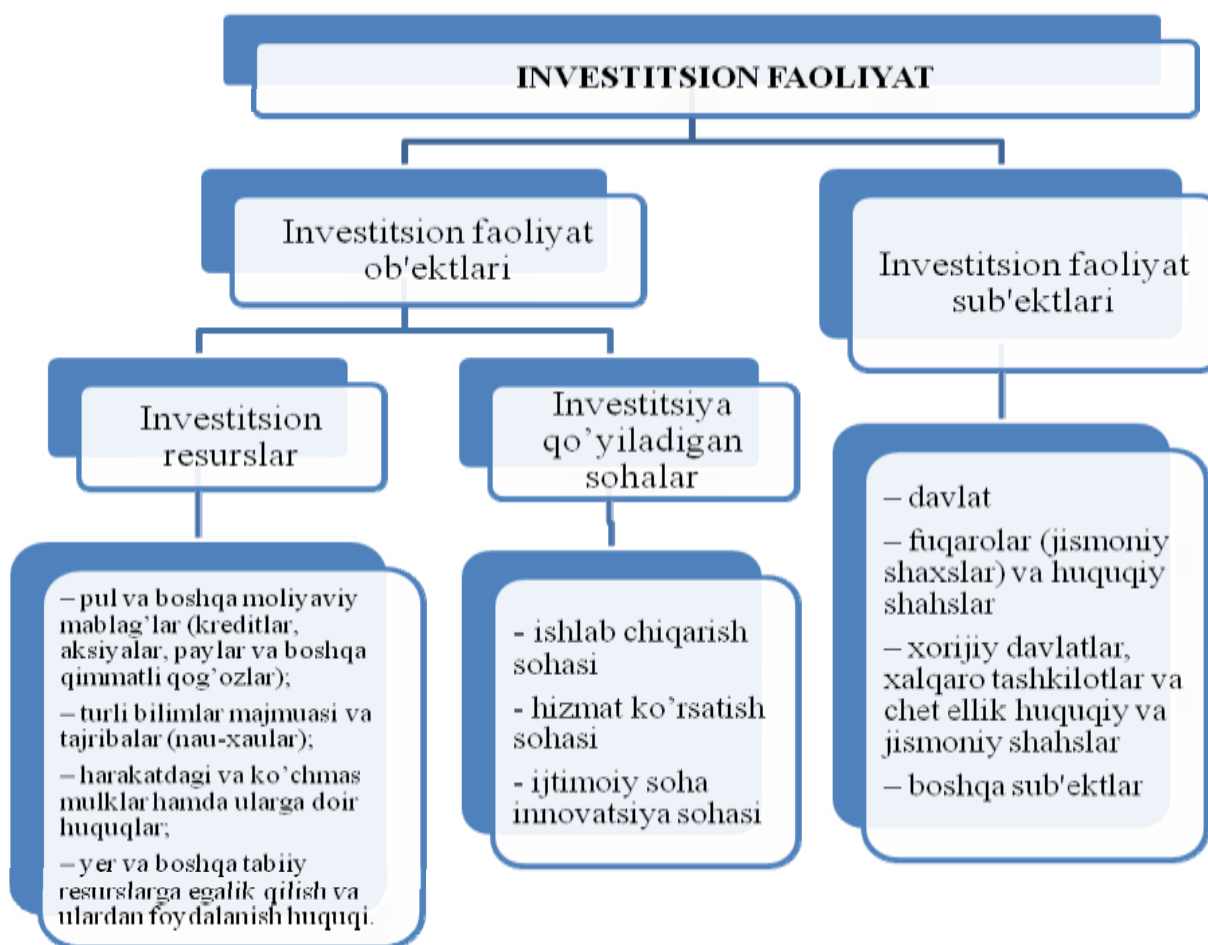 INVESTITSION FAOLIYAT
Investitsion faoliyat
ob'ektlari
Investitsion faoliyat
sub'ektlari
Investitsion
resurslar
Investitsiya
qo’yiladigan
sohalar
– pul va boshqa moliyaviy
mablag’lar (kreditlar,
aksiyalar, paylar va boshqa
qimmatli qog’ozlar);
– turli bilimlar majmuasi va
tajribalar (nau-xaular);
– harakatdagi va ko’chmas
mulklar hamda ularga doir
huquqlar;
– yer va boshqa tabiiy
resurslarga egalik qilish va
ulardan foydalanish huquqi.
- ishlab chiqarish
sohasi
- hizmat ko’rsatish
sohasi
- ijtimoiy soha
innovatsiya sohasi
– davlat
– fuqarolar (jismoniy
shaxslar) va huquqiy
shahslar
– xorijiy davlatlar,
xalqaro tashkilotlar va
chet ellik huquqiy va
jismoniy shahslar
– boshqa sub'ektlar